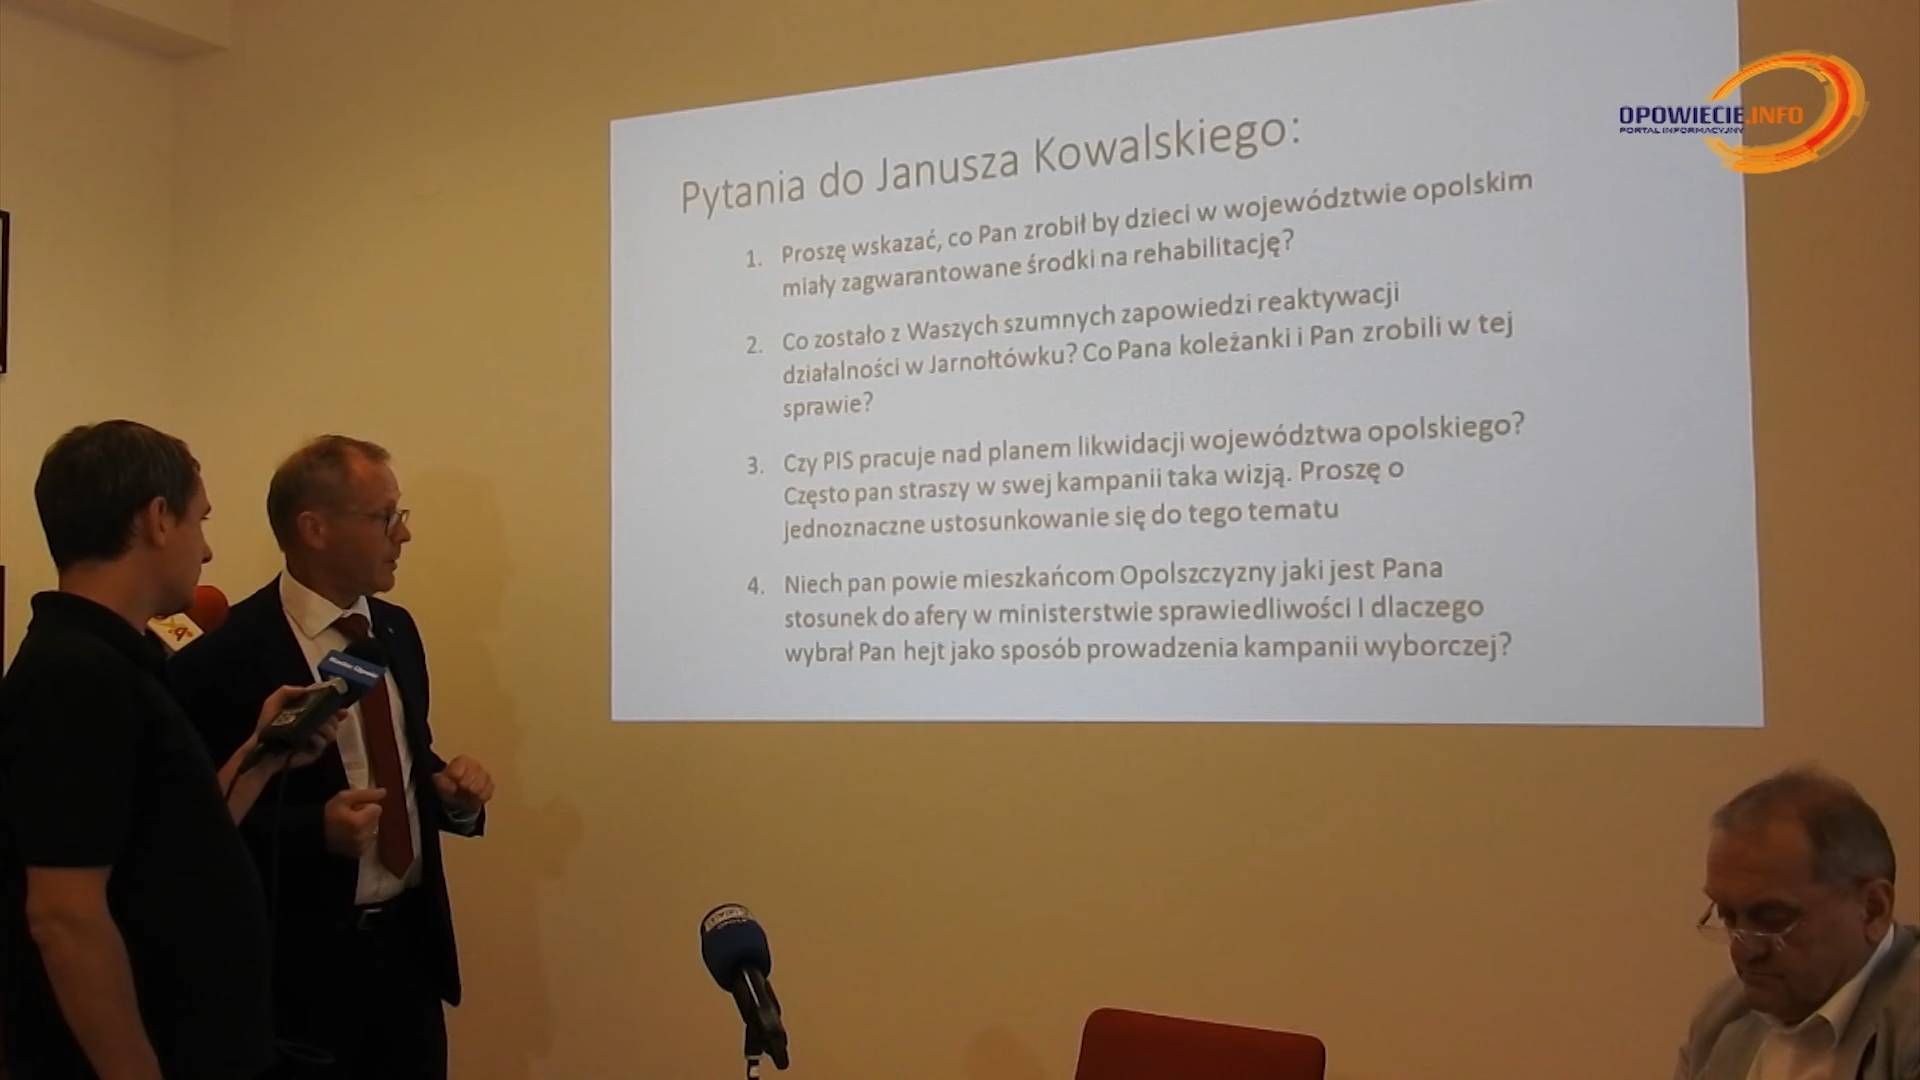 OPOWIECIE.INFO
PORTAL INFORMACYJNY
Pytania do Janusza Kowalskiego:
1. Proszę wskazać, co Pan zrobił by dzieci w województwie opolskim
miały zagwarantowane środki na rehabilitację?
2. Co zostało z Waszych szumnych zapowiedzi reaktywacji
działalności w Jarnołtówku? Co Pana koleżanki i Pan zrobili w tej
sprawie?
3. Czy PIS pracuje nad planem likwidacji województwa opolskiego?
Często pan straszy w swej kampanii taka wizją. Proszę o
jednoznaczne ustosunkowanie się do tego tematu
4. Niech pan powie mieszkańcom Opolszczyzny jaki jest Pana
stosunek do afery w ministerstwie sprawiedliwości I dlaczego
wybrał Pan hejt jako sposób prowadzenia kampanii wyborczej?
Radio Opole